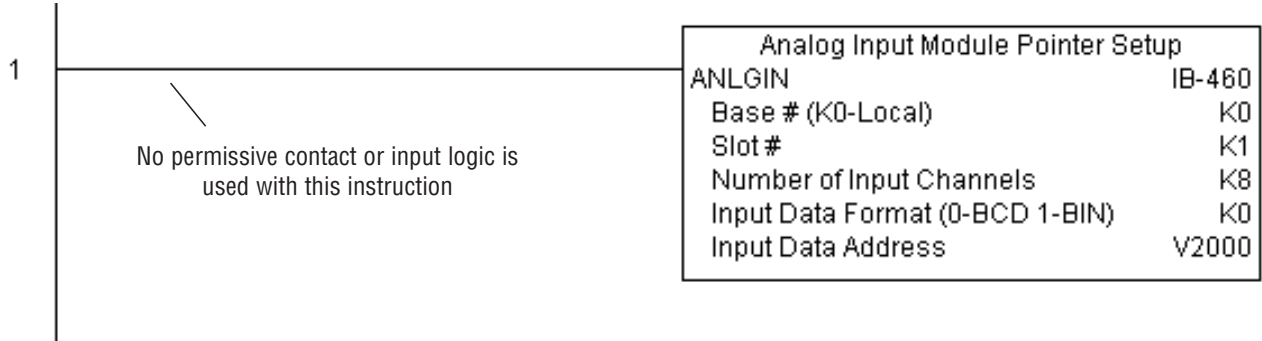 1
No permissive contact or input logic is
used with this instruction
Analog Input Module Pointer Setup
ANLGIN IB-460
Base # (K0-Local) K0
Slot # K1
Number of Input Channels K8
Input Data Format (0-BCD 1-BIN) K0
Input Data Address V2000